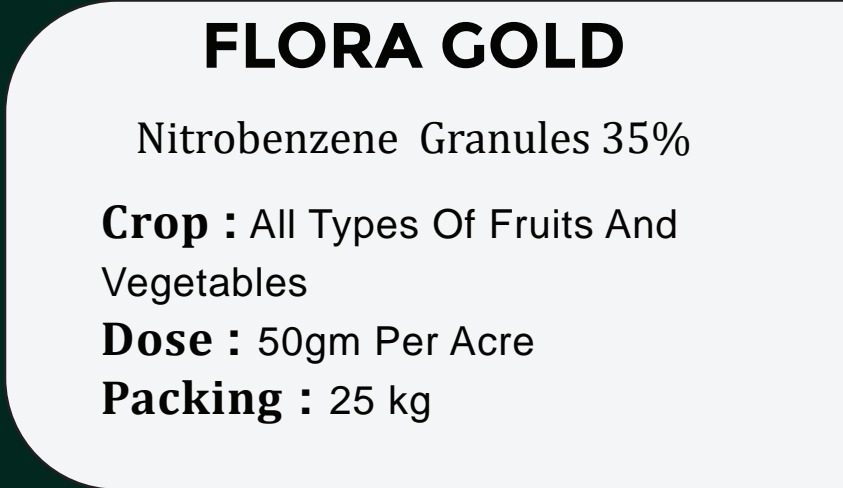 FLORA GOLD
Nitrobenzene Granules 35%
Crop : All Types Of Fruits And
Vegetables
Dose : 50gm Per Acre
Packing : 25 kg